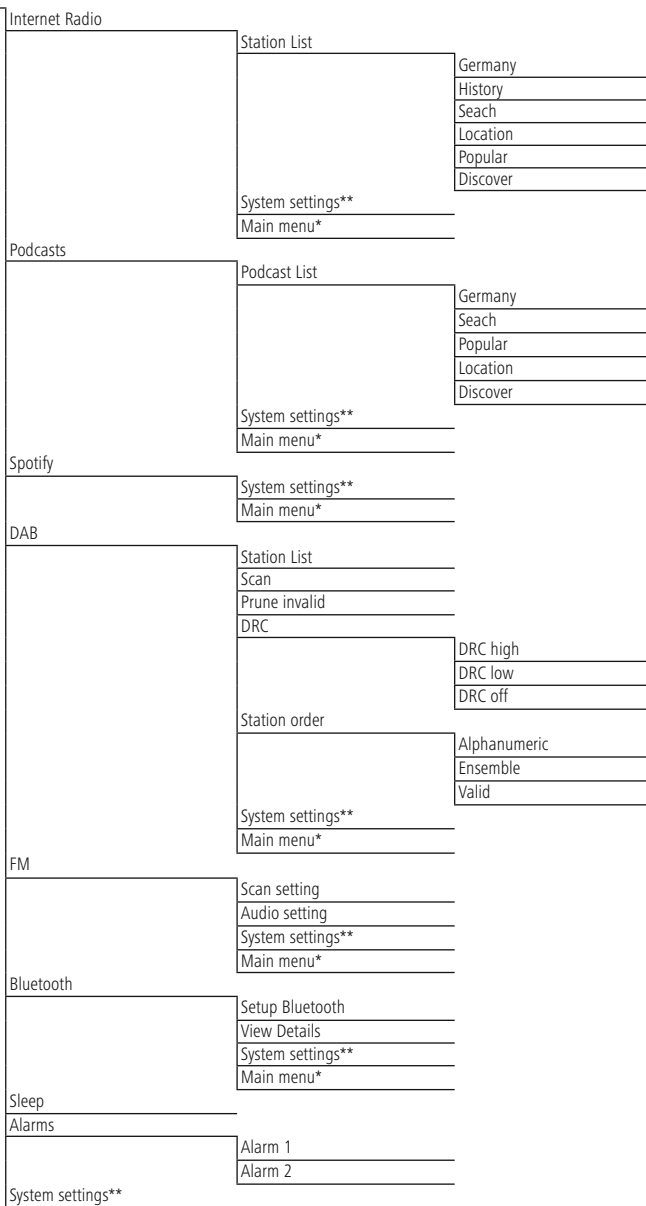 Internet Radio
Station List
Germany
History
Seach
Location
Popular
Discover
System settings**
Main menu*
Podcasts
Podcast List
Germany
Seach
Popular
Location
Discover
System settings**
Main menu*
Spotify
System settings**
Main menu*
DAB
Station List
Scan
Prune invalid
DRC
DRC high
DRC low
DRC off
Station order
Alphanumeric
Ensemble
Valid
System settings**
Main menu*
FM
Scan setting
Audio setting
System settings**
Main menu*
Bluetooth
Setup Bluetooth
View Details
System settings**
Main menu*
Sleep
Alarms
Alarm 1
Alarm 2
System settings**